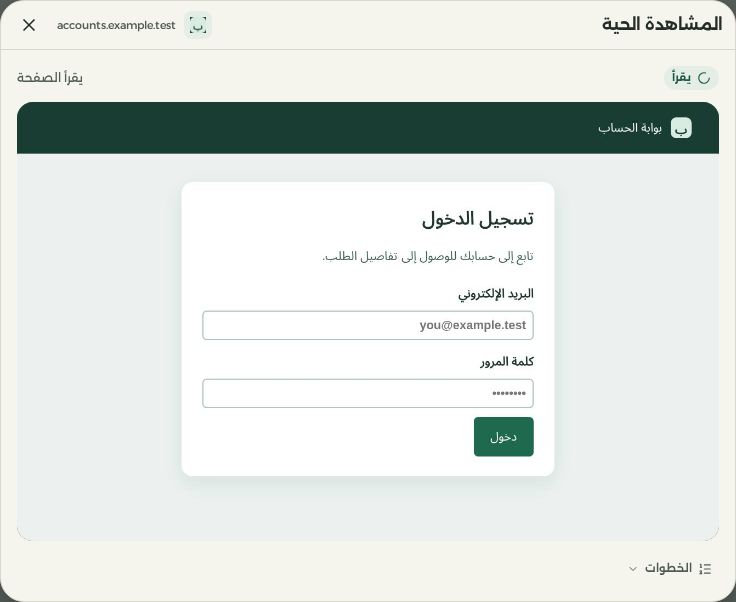 المشاهدة الحية
ب
accounts.example.test
يقرأ
يقرأ الصفحة
ب
بوابة الحساب
تسجيل الدخول
تابع إلى حسابك للوصول إلى تفاصيل الطلب.
البريد الإلكتروني
you@example.test
كلمة المرور
••••••••
دخول
الخطوات